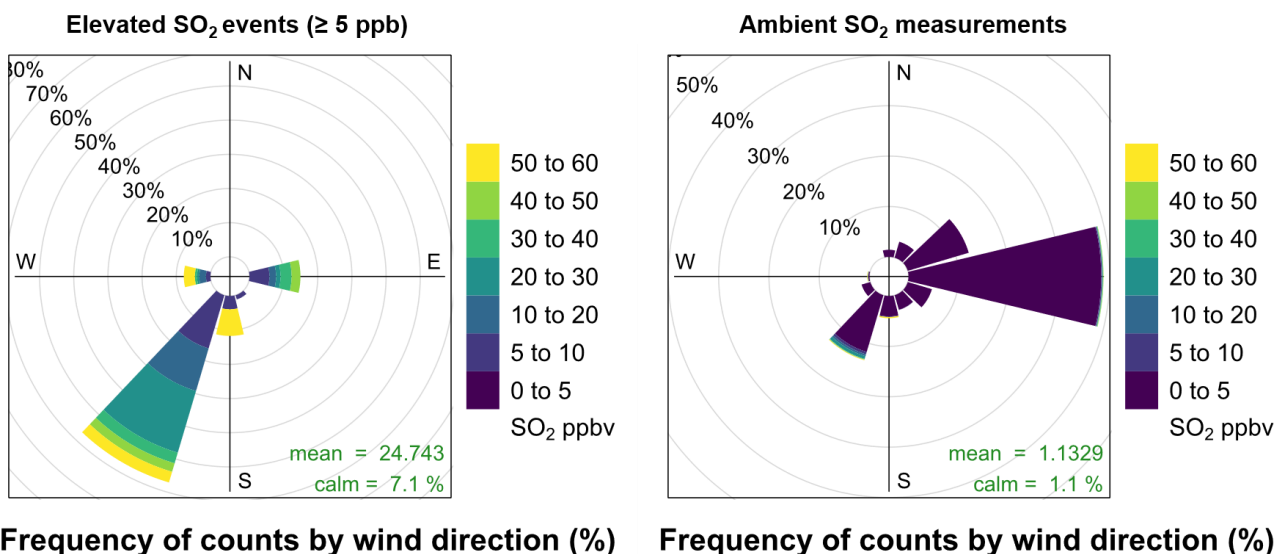 Elevated SO₂ events (≥ 5 ppb)
N
80%
70%
60%
50%
40%
30%
20%
10%
W
E
S
mean = 24.743
calm = 7.1 %
50 to 60
40 to 50
30 to 40
20 to 30
10 to 20
5 to 10
0 to 5
SO₂ ppbv
Frequency of counts by wind direction (%)
Ambient SO₂ measurements
N
50%
40%
30%
20%
10%
W
S
mean = 1.1329
calm = 1.1 %
50 to 60
40 to 50
30 to 40
20 to 30
10 to 20
5 to 10
0 to 5
SO₂ ppbv
Frequency of counts by wind direction (%)